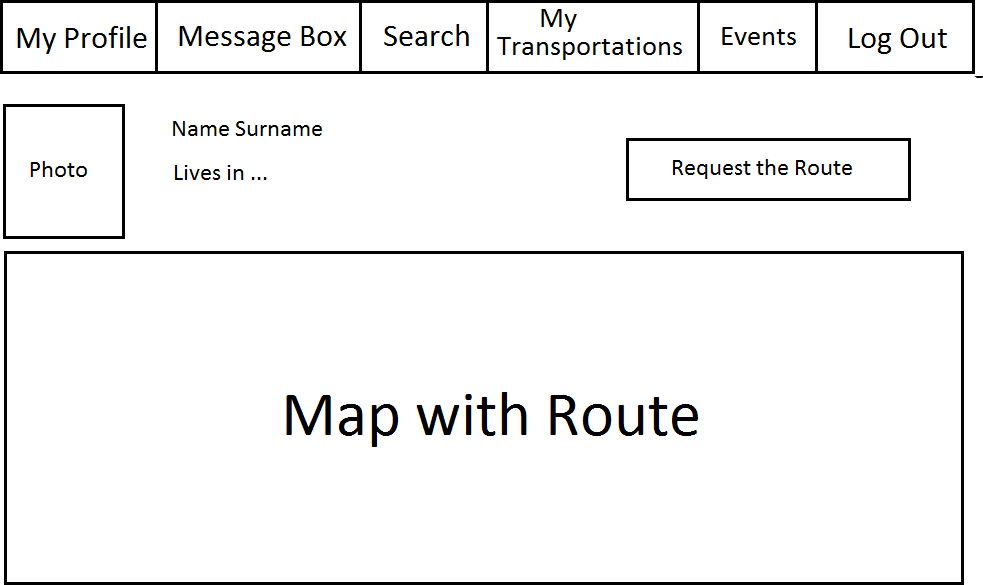 My Profile
Message Box
Search
My
Transportations
Events
Log Out
Photo
Name Surname
Lives in ...
Request the Route
Map with Route